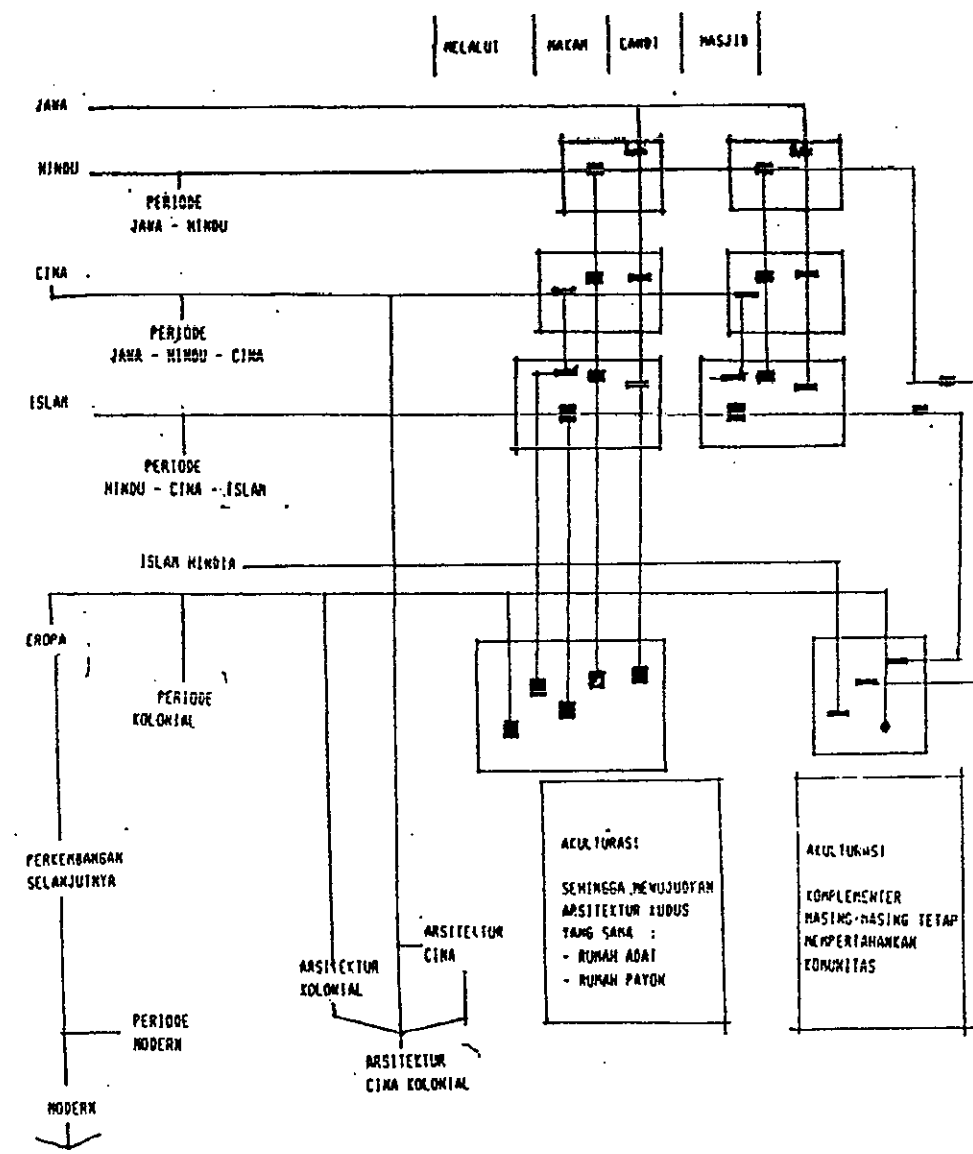 MELALUI
MAKAM
CANDI
MASJID
JAWA
HINDU
PERIODE
JAWA - HINDU
CINA
PERIODE
JAWA - HINDU - CINA
ISLAM
PERIODE
HINDU - CINA - ISLAM
ISLAM HINDIA
EROPA
PERIODE
KOLONIAL
PERKEMBANGAN
SELANJUTNYA
ARSITEKTUR
KOLONIAL
ARSITEKTUR
CINA
ARSITEKTUR
CINA KOLONIAL
PERIODE
MODERN
MODERN
AKULTURASI
SEHINGGA MEWUJUDKAN
ARSITEKTUR KUDUS
YANG SAMA :
- RUMAH ADAT
- RUMAH PAYON
AKULTURASI
KOMPLEMENTER
MASING-MASING TETAP
MEMPERTAHANKAN
KOMUNITAS